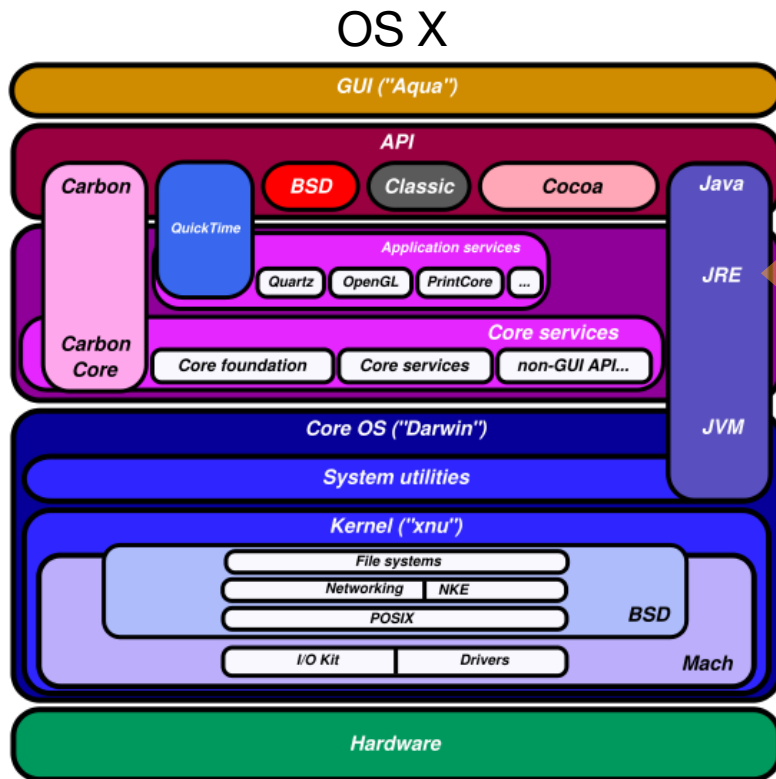 OS X
GUI ("Aqua")
API
Carbon
QuickTime
BSD
Classic
Cocoa
Java
Application services
Quartz
OpenGL
PrintCore
...
JRE
Core services
Carbon
Core
Core foundation
Core services
non-GUI API...
Core OS ("Darwin")
JVM
System utilities
Kernel ("xnu")
File systems
Networking
NKE
POSIX
BSD
I/O Kit
Drivers
Mach
Hardware